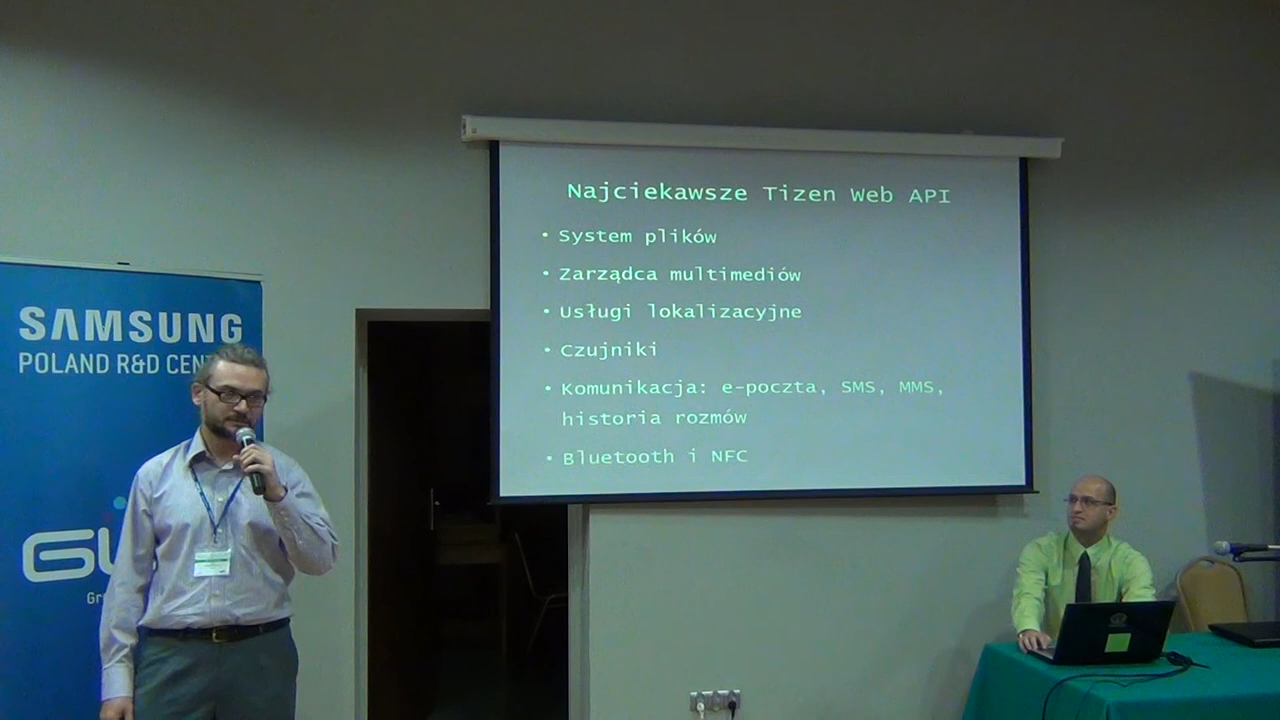 Najciekawsze Tizen Web API
• System plików
• Zarządca multimediów
• Usługi lokalizacyjne
• Czujniki
• Komunikacja: e-poczta, SMS, MMS,
historia rozmów
• Bluetooth i NFC
SAMSUNG
POLAND R&D